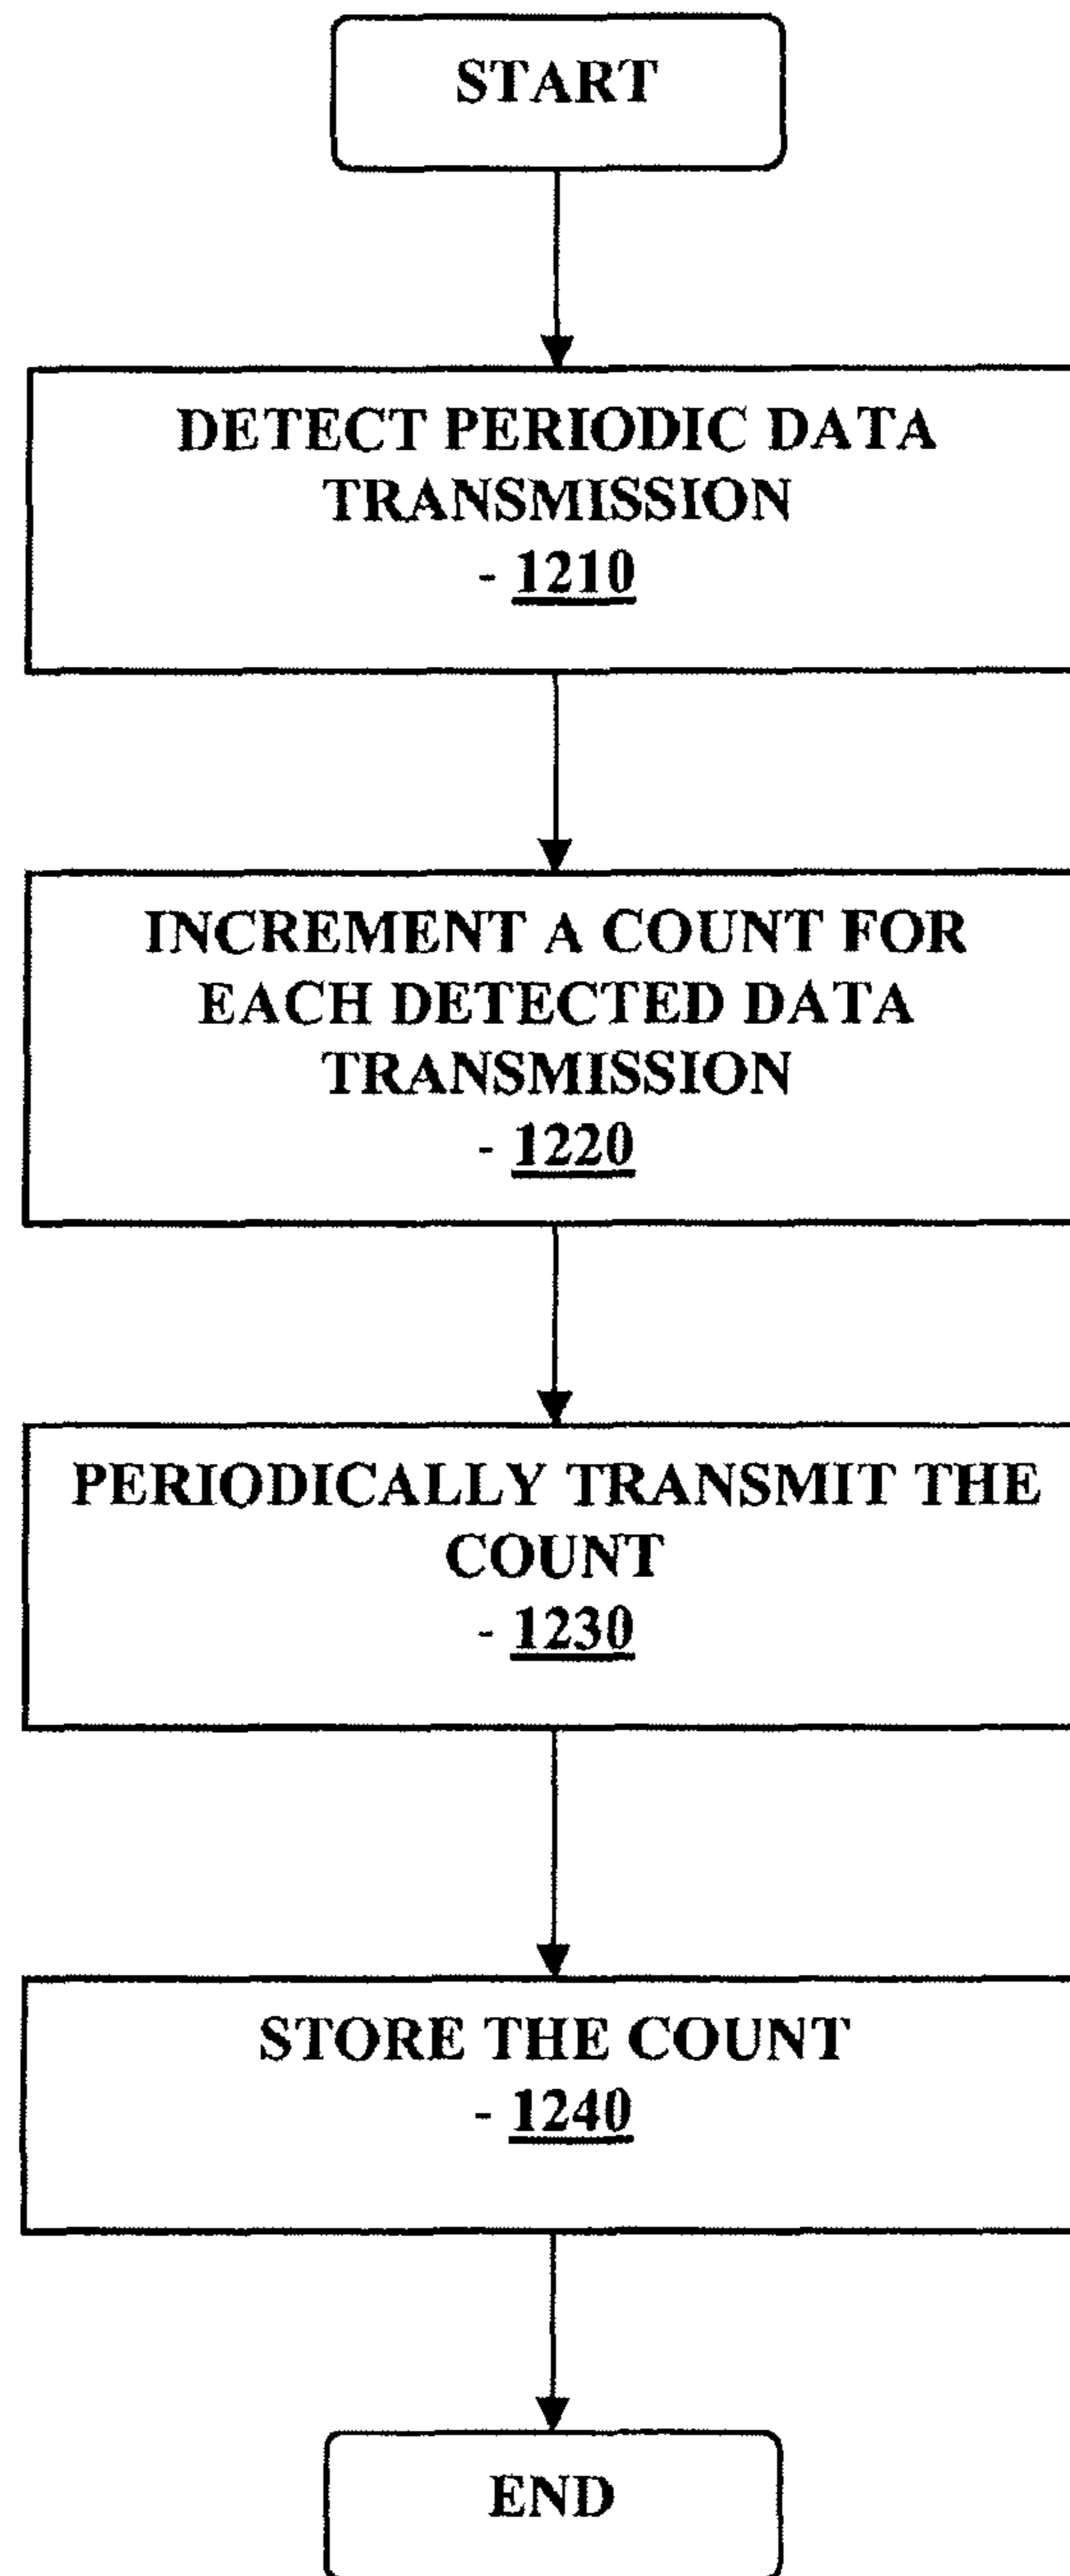 START
DETECT PERIODIC DATA
TRANSMISSION
- 1210
INCREMENT A COUNT FOR
EACH DETECTED DATA
TRANSMISSION
- 1220
PERIODICALLY TRANSMIT THE
COUNT
- 1230
STORE THE COUNT
- 1240
END